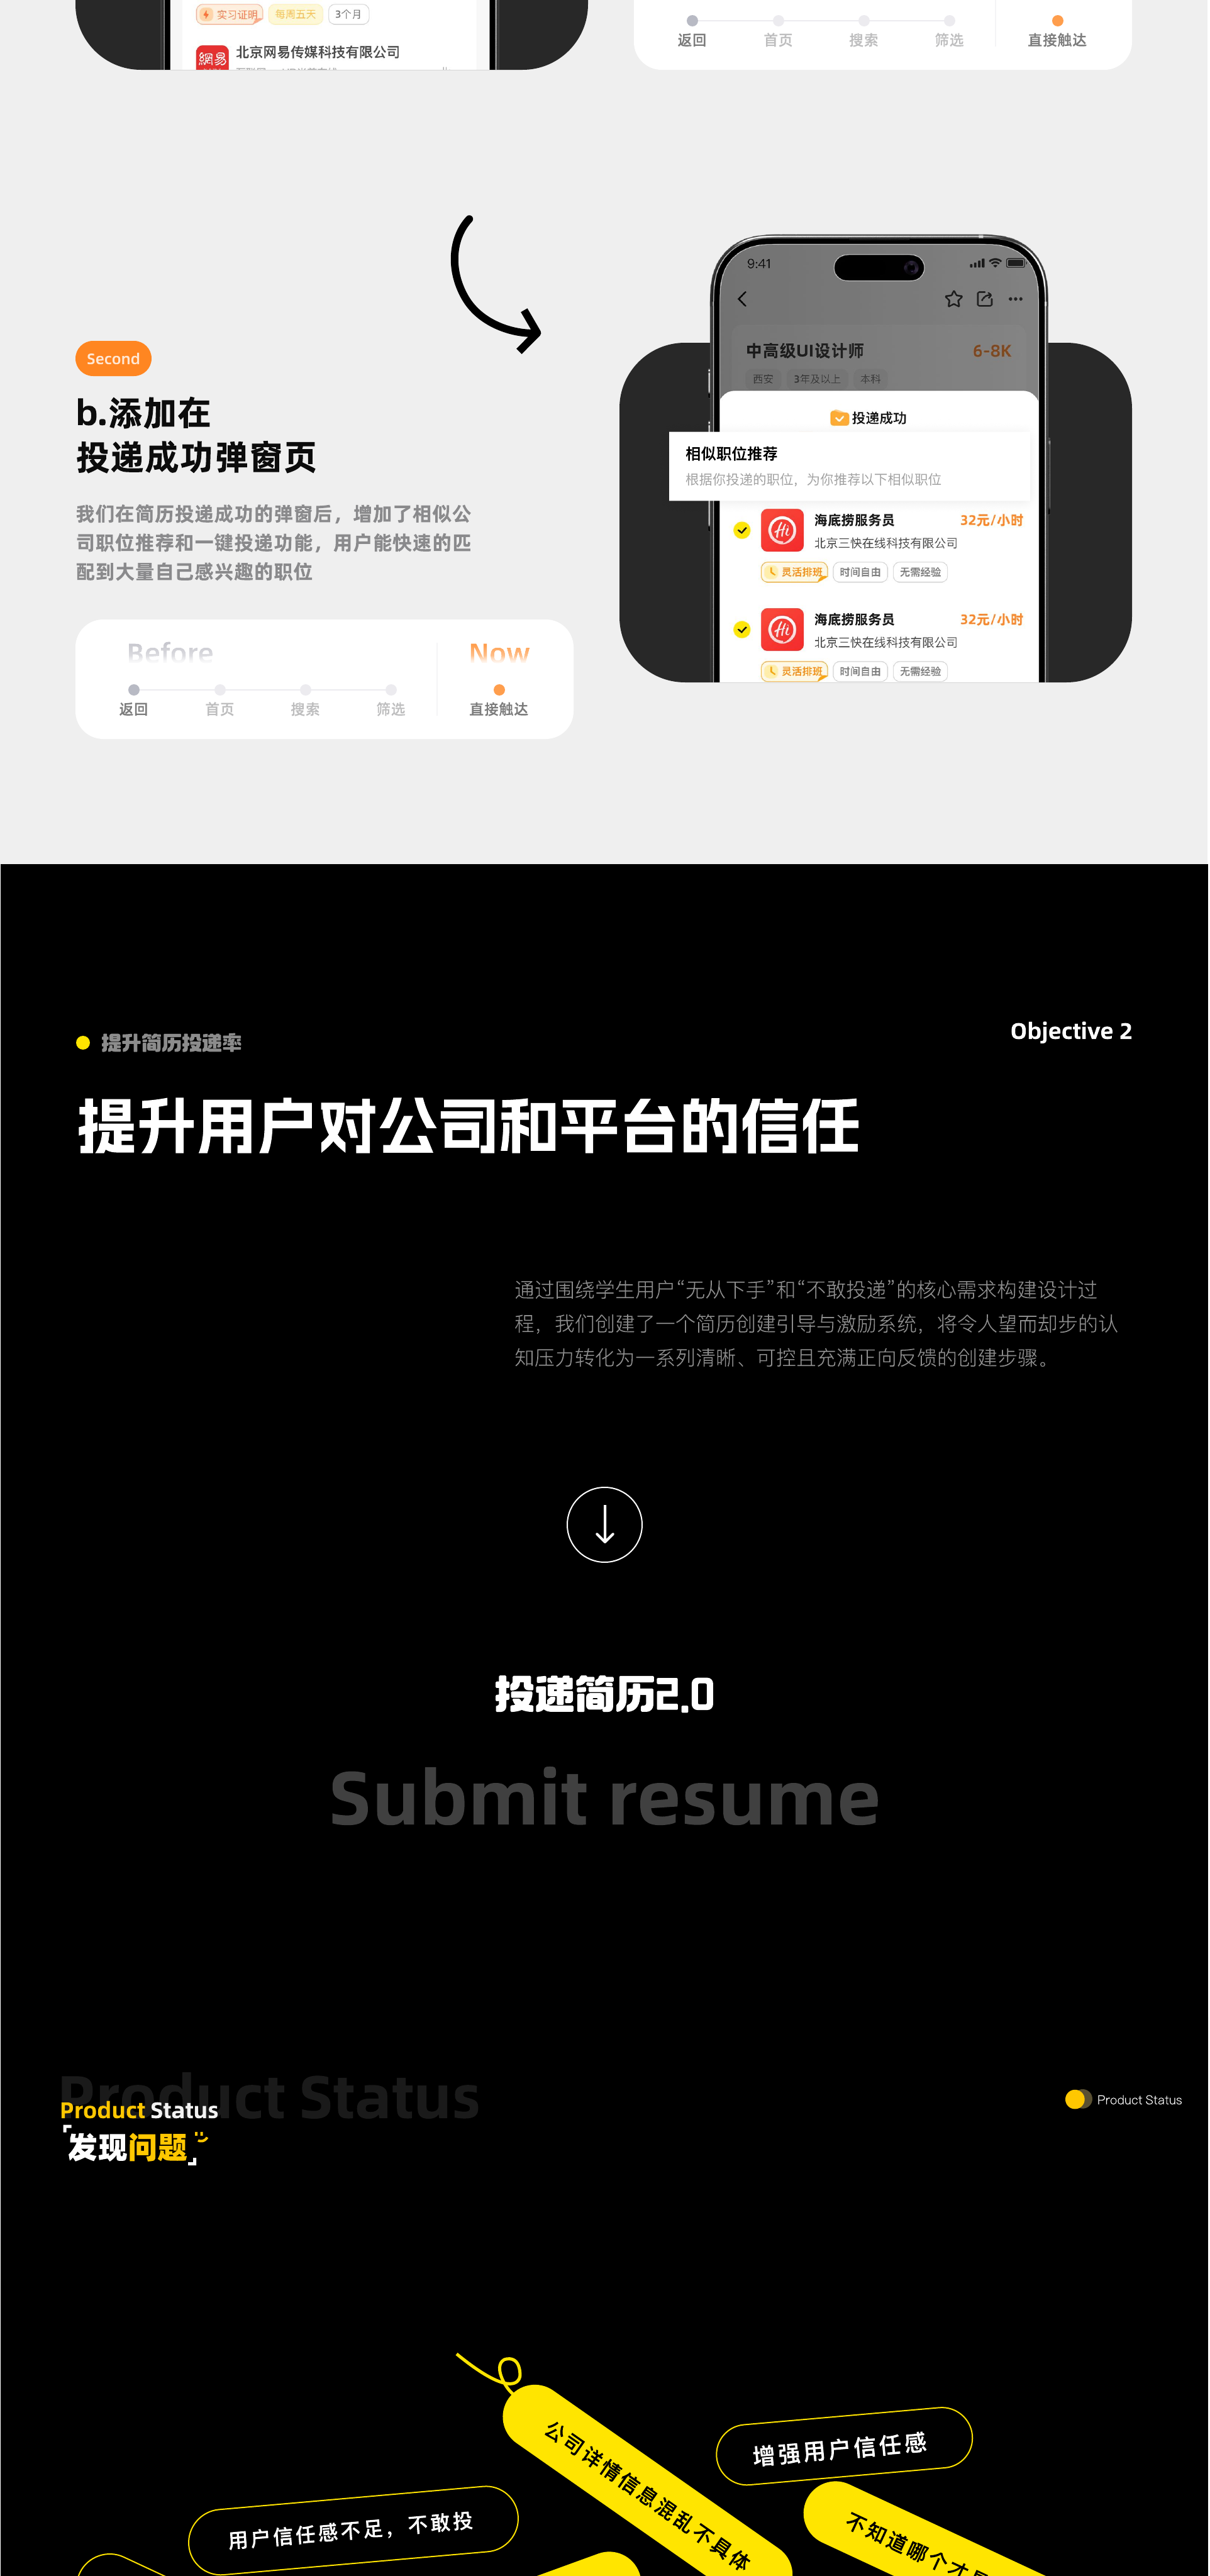 实习证明
每周五天
3个月
網易
北京网易传媒科技有限公司
返回
首页
搜索
筛选
直接触达
Second
b.添加在
投递成功弹窗页
我们在简历投递成功的弹窗后，增加了相似公
司职位推荐和一键投递功能，用户能快速的匹
配到大量自己感兴趣的职位
Before
Now
返回
首页
搜索
筛选
直接触达
9:41
中高级UI设计师
6-8K
西安
3年及以上
本科
投递成功
相似职位推荐
根据你投递的职位，为你推荐以下相似职位
Hi
海底捞服务员
32元/小时
北京三快在线科技有限公司
灵活排班
时间自由
无需经验
Hi
海底捞服务员
32元/小时
北京三快在线科技有限公司
灵活排班
时间自由
无需经验
提升简历投递率
Objective 2
提升用户对公司和平台的信任
通过围绕学生用户“无从下手”和“不敢投递”的核心需求构建设计过
程，我们创建了一个简历创建引导与激励系统，将令人望而却步的认
知压力转化为一系列清晰、可控且充满正向反馈的创建步骤。
投递简历2.0
Submit resume
Product Status
Product Status
发现问题
Product Status
公司详情信息混乱不具体
增强用户信任感
用户信任感不足，不敢投
不知道哪个才